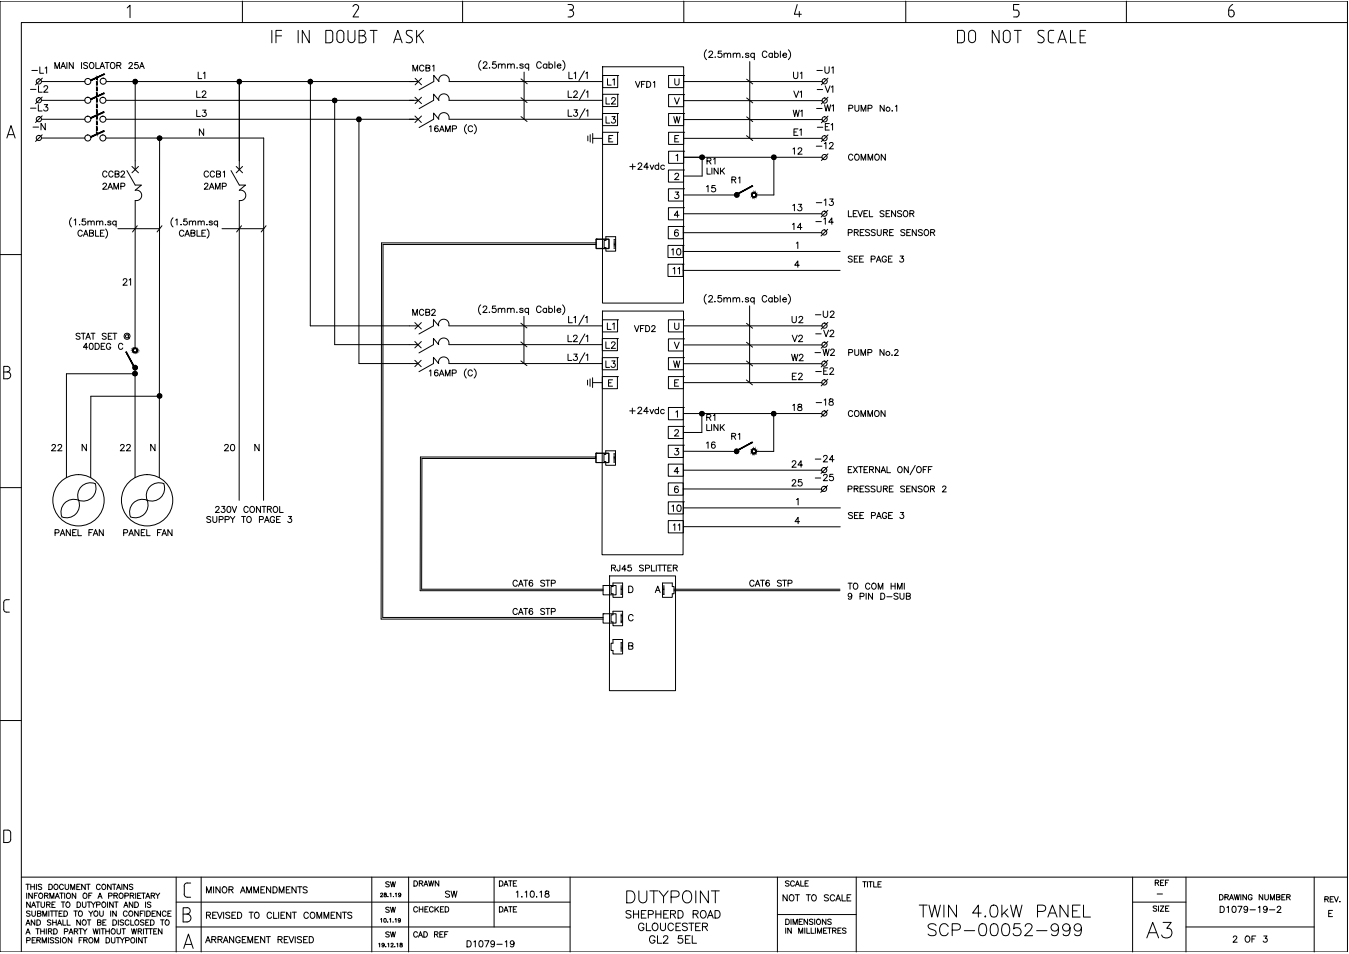 1 2 3 4 5 6
IF IN DOUBT ASK
DO NOT SCALE
A
B
C
D
MAIN ISOLATOR 25A
-L1
-L2
-L3
-N
L1
L2
L3
N
CCB2
2AMP
CCB1
2AMP
(1.5mm.sq
CABLE)
(1.5mm.sq
CABLE)
21
STAT SET @
40DEG C
22 N 22 N 20 N
PANEL FAN
PANEL FAN
230V CONTROL
SUPPY TO PAGE 3
MCB1
16AMP (C)
(2.5mm.sq Cable)
L1/1
L2/1
L3/1
L1
L2
L3
E
VFD1
+24vdc
U
V
W
E
1
2
3
4
6
10
11
(2.5mm.sq Cable)
U1 -U1
V1 -V1
W1 -W1
E1 -E1
PUMP No.1
R1
LINK
12 -12 COMMON
15 R1
13 -13 LEVEL SENSOR
14 -14 PRESSURE SENSOR
1
4
SEE PAGE 3
MCB2
16AMP (C)
(2.5mm.sq Cable)
L1/1
L2/1
L3/1
L1
L2
L3
E
VFD2
+24vdc
U
V
W
E
1
2
3
4
6
10
11
(2.5mm.sq Cable)
U2 -U2
V2 -V2
W2 -W2
E2 -E2
PUMP No.2
R1
LINK
18 -18 COMMON
16 R1
24 -24 EXTERNAL ON/OFF
25 -25 PRESSURE SENSOR 2
1
4
SEE PAGE 3
RJ45 SPLITTER
CAT6 STP
D
A
CAT6 STP
TO COM HMI
9 PIN D-SUB
CAT6 STP
C
B
THIS DOCUMENT CONTAINS
INFORMATION OF A PROPRIETARY
NATURE TO DUTYPOINT AND IS
SUBMITTED TO YOU IN CONFIDENCE
AND SHALL NOT BE DISCLOSED TO
A THIRD PARTY WITHOUT WRITTEN
PERMISSION FROM DUTYPOINT
C MINOR AMMENDMENTS SW 28.1.19
B REVISED TO CLIENT COMMENTS SW 10.1.19
A ARRANGEMENT REVISED SW 19.12.18
DRAWN
SW
DATE
1.10.18
CHECKED
DATE
CAD REF
D1079-19
DUTYPOINT
SHEPHERD ROAD
GLOUCESTER
GL2 5EL
SCALE
NOT TO SCALE
DIMENSIONS
IN MILLIMETRES
TITLE
TWIN 4.0kW PANEL
SCP-00052-999
REF
-
SIZE
A3
DRAWING NUMBER
D1079-19-2
2 OF 3
REV.
E